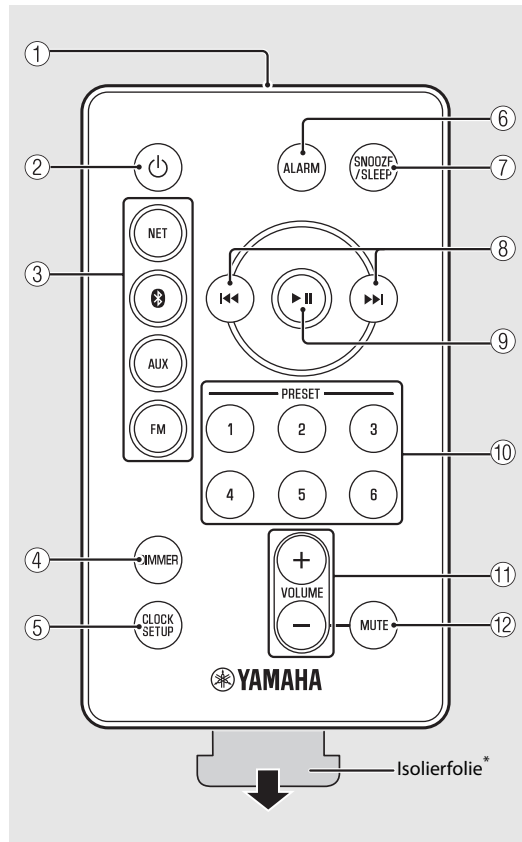 ①
②
⑥
ALARM
SNOOZE
/SLEEP
⑦
③
NET
⑧
⑨
AUX
FM
PRESET
1
2
3
⑩
4
5
6
④
DIMMER
+
VOLUME
−
⑪
⑤
CLOCK
SETUP
MUTE
⑫
YAMAHA
Isolierfolie*